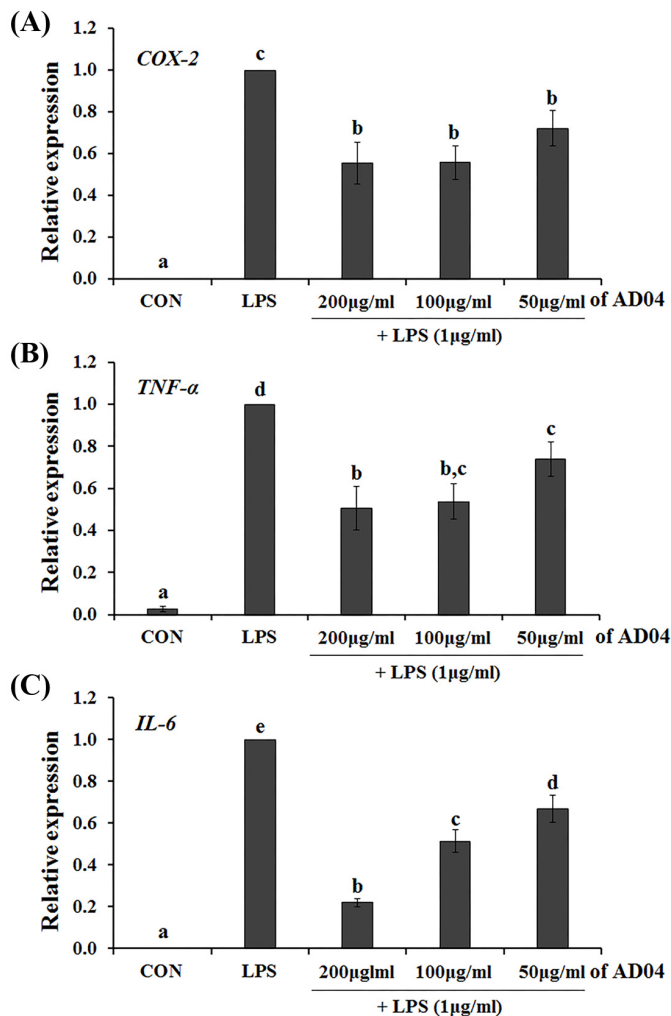 (A)
Relative expression
COX-2
1.2
1.0
0.8
0.6
0.4
0.2
0.0
a
c
b
b
b
CON LPS 200μg/ml 100μg/ml 50μg/ml of AD04
+ LPS (1μg/ml)
(B)
Relative expression
TNF-α
1.2
1.0
0.8
0.6
0.4
0.2
0.0
a
d
b
b,c
c
CON LPS 200μg/ml 100μg/ml 50μg/ml of AD04
+ LPS (1μg/ml)
(C)
Relative expression
IL-6
1.2
1.0
0.8
0.6
0.4
0.2
0.0
a
e
b
c
d
CON LPS 200μglml 100μg/ml 50μg/ml of AD04
+ LPS (1μg/ml)